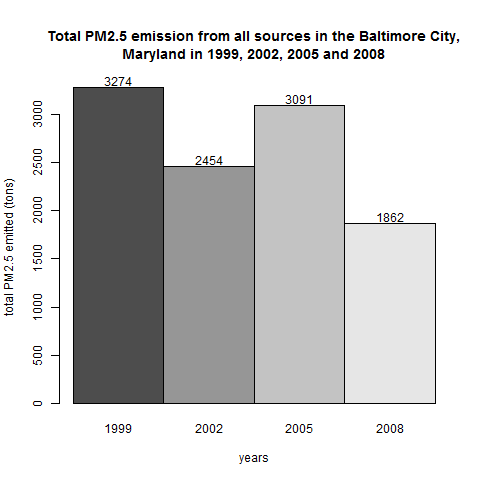 Total PM2.5 emission from all sources in the Baltimore City,
Maryland in 1999, 2002, 2005 and 2008
3274
3091
2454
1862
3000
2500
2000
1500
1000
500
0
total PM2.5 emitted (tons)
1999 2002 2005 2008
years